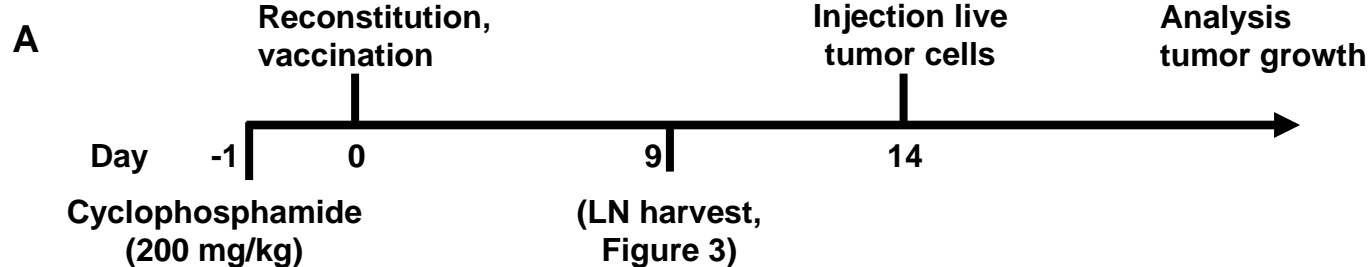 A
Reconstitution,
vaccination
Injection live
tumor cells
Analysis
tumor growth
Day -1 0 9 14
Cyclophosphamide
(200 mg/kg)
(LN harvest,
Figure 3)